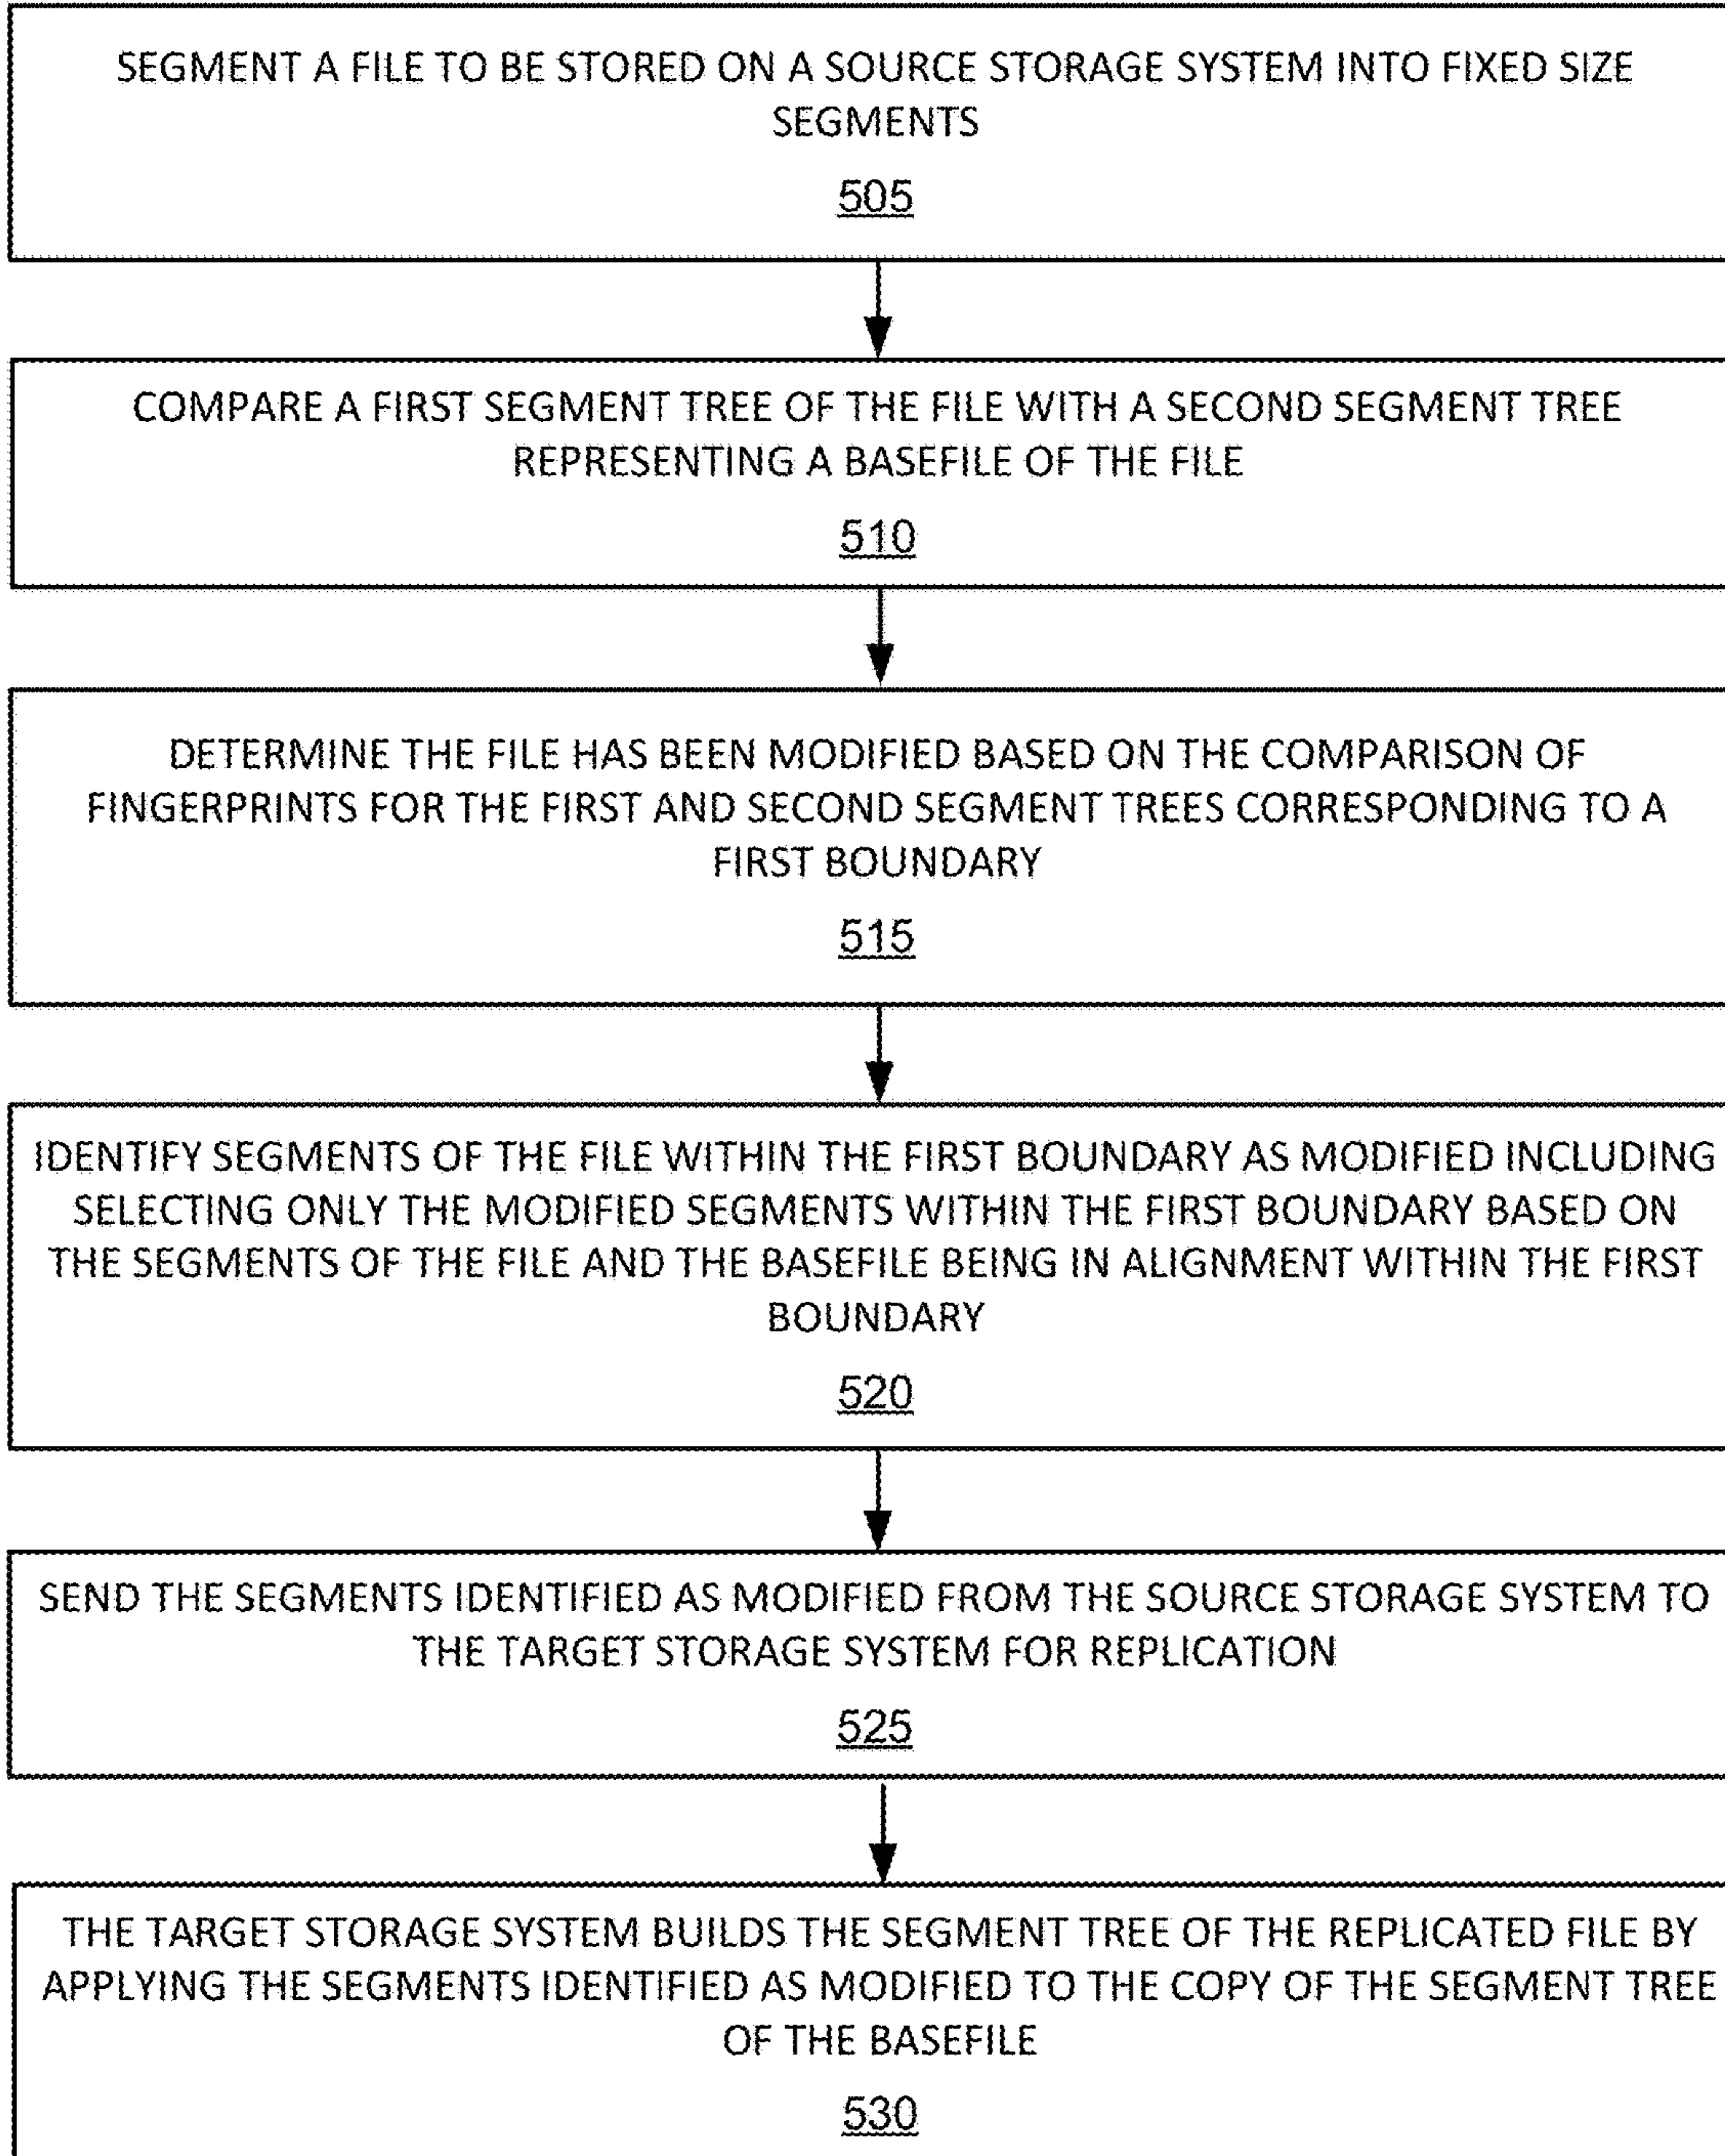 SEGMENT A FILE TO BE STORED ON A SOURCE STORAGE SYSTEM INTO FIXED SIZE
SEGMENTS
505
COMPARE A FIRST SEGMENT TREE OF THE FILE WITH A SECOND SEGMENT TREE
REPRESENTING A BASEFILE OF THE FILE
510
DETERMINE THE FILE HAS BEEN MODIFIED BASED ON THE COMPARISON OF
FINGERPRINTS FOR THE FIRST AND SECOND SEGMENT TREES CORRESPONDING TO A
FIRST BOUNDARY
515
IDENTIFY SEGMENTS OF THE FILE WITHIN THE FIRST BOUNDARY AS MODIFIED INCLUDING
SELECTING ONLY THE MODIFIED SEGMENTS WITHIN THE FIRST BOUNDARY BASED ON
THE SEGMENTS OF THE FILE AND THE BASEFILE BEING IN ALIGNMENT WITHIN THE FIRST
BOUNDARY
520
SEND THE SEGMENTS IDENTIFIED AS MODIFIED FROM THE SOURCE STORAGE SYSTEM TO
THE TARGET STORAGE SYSTEM FOR REPLICATION
525
THE TARGET STORAGE SYSTEM BUILDS THE SEGMENT TREE OF THE REPLICATED FILE BY
APPLYING THE SEGMENTS IDENTIFIED AS MODIFIED TO THE COPY OF THE SEGMENT TREE
OF THE BASEFILE
530